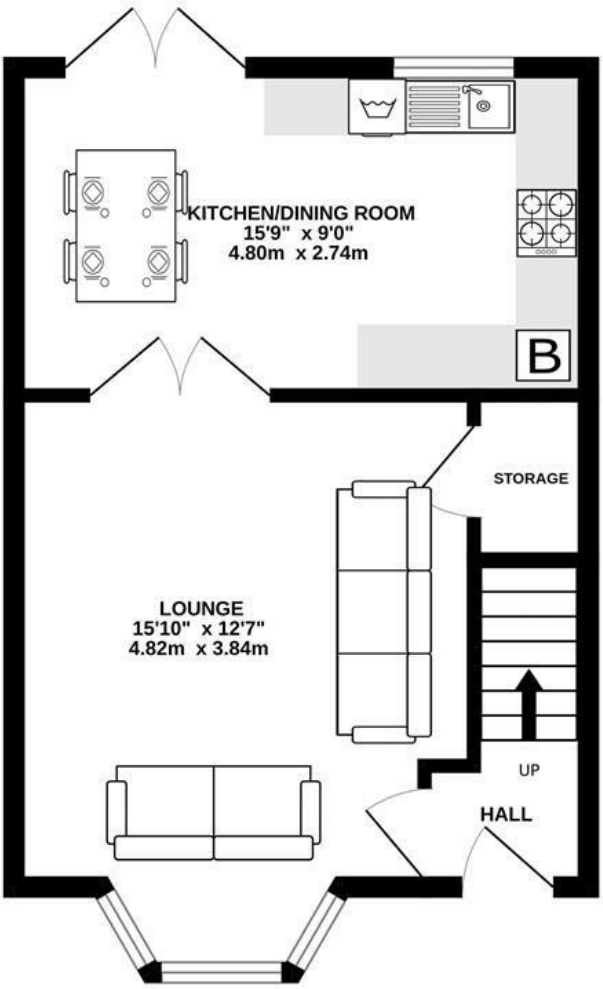 KITCHEN/DINING ROOM
15'9" x 9'0"
4.80m x 2.74m
B
STORAGE
LOUNGE
15'10" x 12'7"
4.82m x 3.84m
UP
HALL